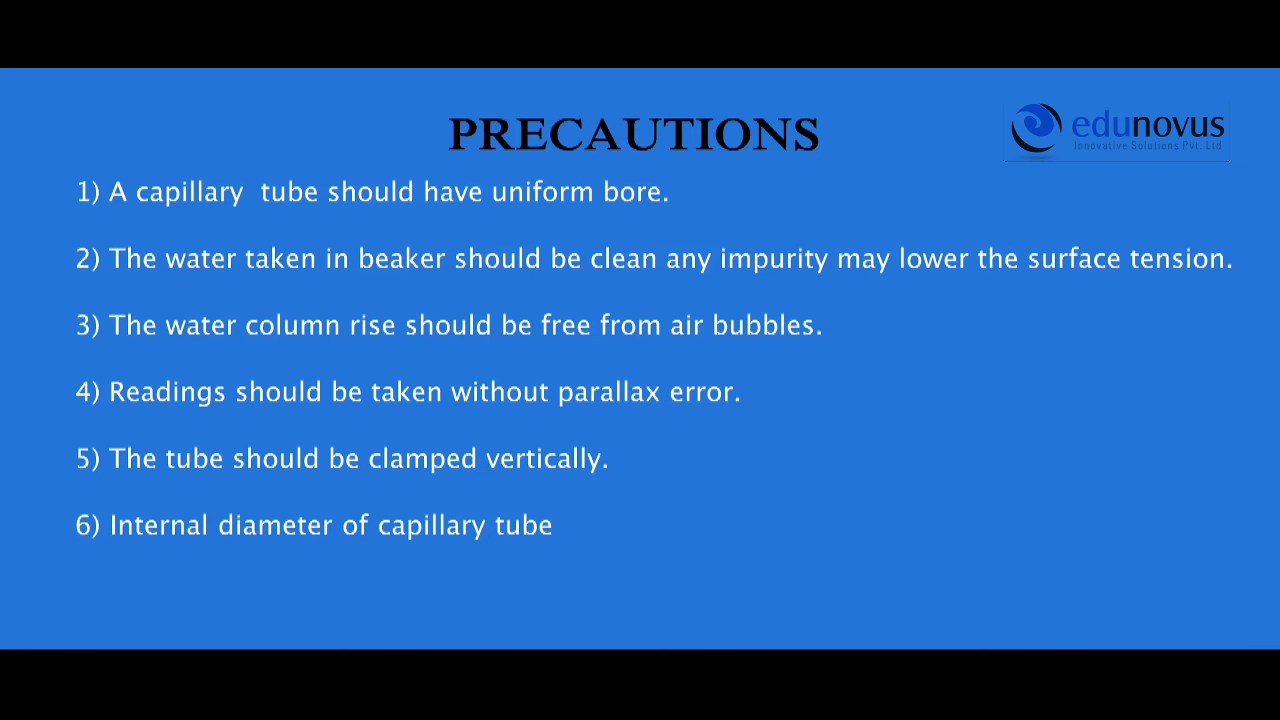 PRECAUTIONS
edunovus
Innovative Solutions Pvt. Ltd
1) A capillary  tube should have uniform bore.
2) The water taken in beaker should be clean any impurity may lower the surface tension.
3) The water column rise should be free from air bubbles.
4) Readings should be taken without parallax error.
5) The tube should be clamped vertically.
6) Internal diameter of capillary tube